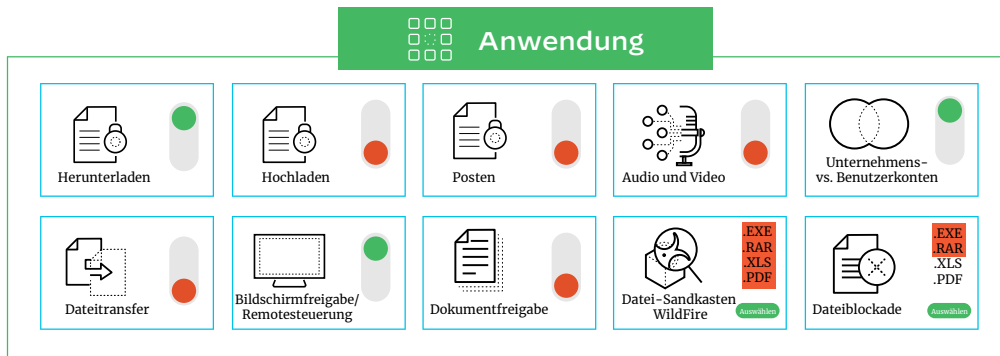 Anwendung
Herunterladen
Hochladen
Posten
Audio und Video
Unternehmens-
vs. Benutzerkonten
Dateitransfer
Bildschirmfreigabe/
Remotesteuerung
Dokumentfreigabe
.EXE
.RAR
.XLS
.PDF
Datei-Sandkasten
WildFire
Auswählen
.EXE
.RAR
.XLS
.PDF
Dateiblockade
Auswählen